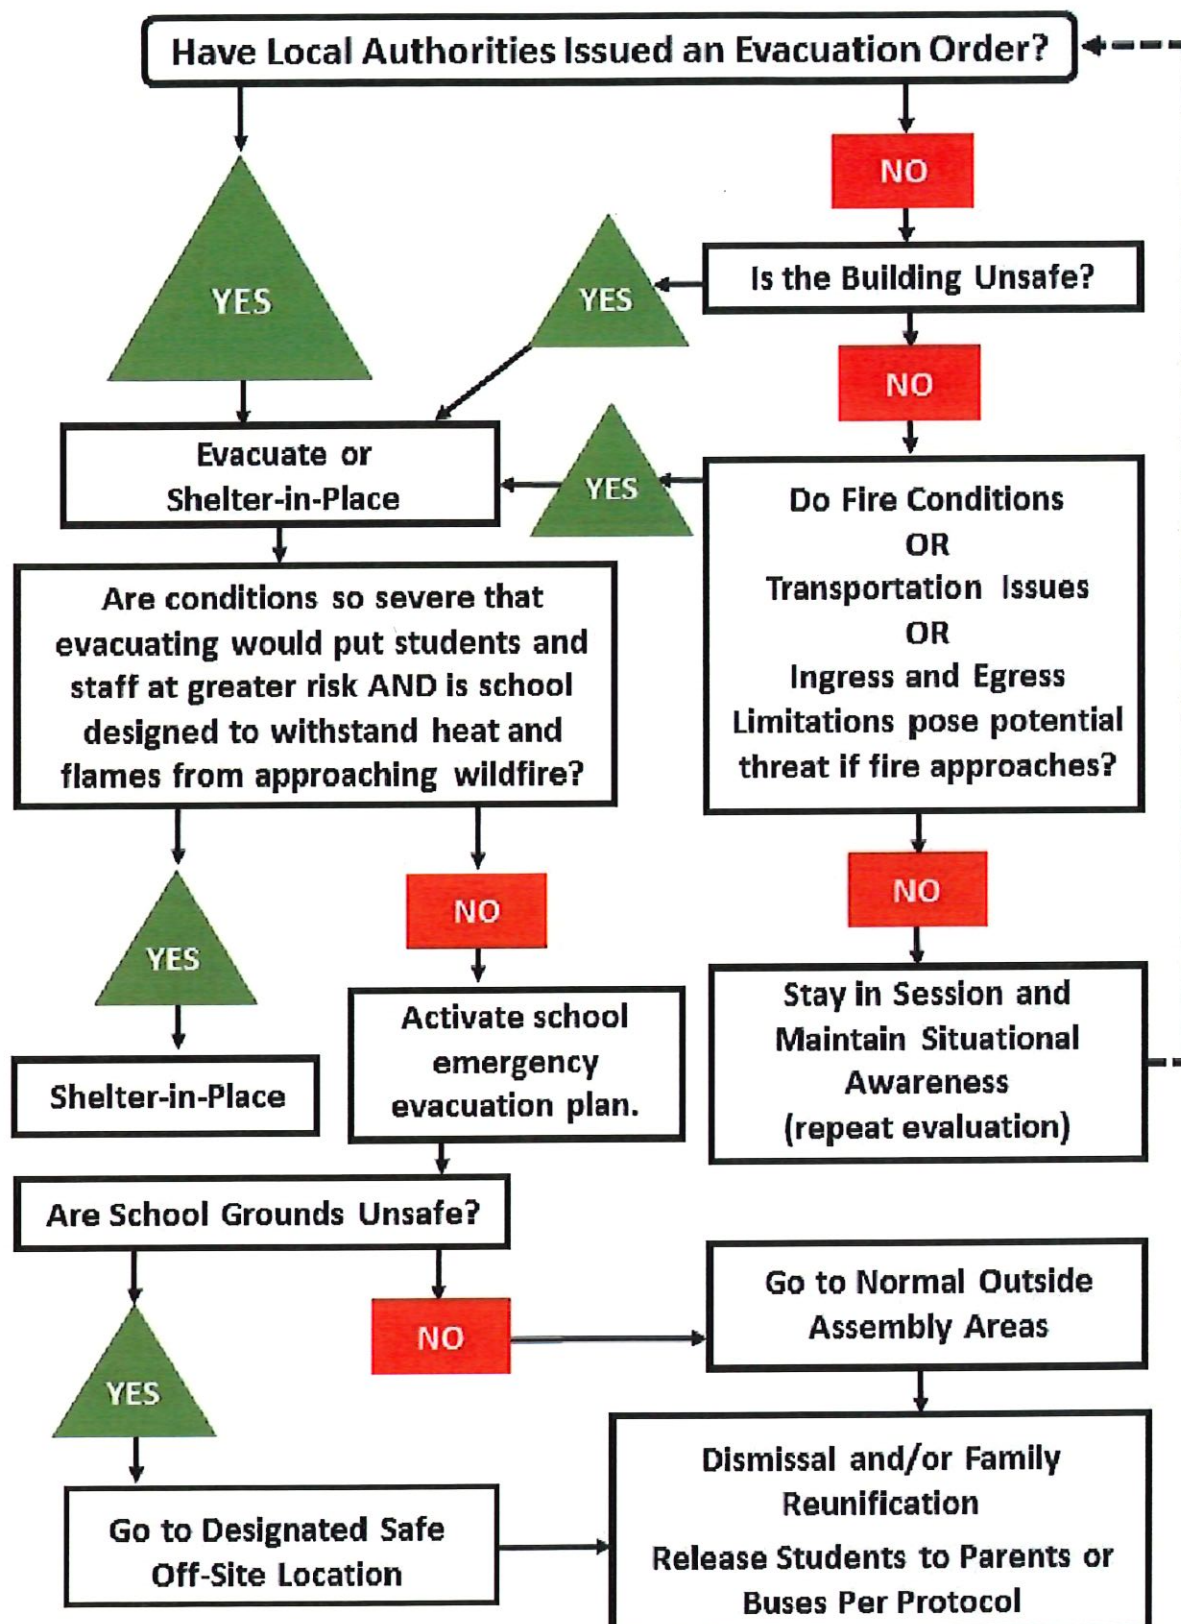 Have Local Authorities Issued an Evacuation Order?
NO
YES
Is the Building Unsafe?
YES
NO
Evacuate or
Shelter-in-Place
YES
Do Fire Conditions
OR
Transportation Issues
OR
Ingress and Egress
Limitations pose potential
threat if fire approaches?
Are conditions so severe that
evacuating would put students and
staff at greater risk AND is school
designed to withstand heat and
flames from approaching wildfire?
YES
NO
NO
Shelter-in-Place
Activate school
emergency
evacuation plan.
Stay in Session and
Maintain Situational
Awareness
(repeat evaluation)
Are School Grounds Unsafe?
YES
NO
Go to Normal Outside
Assembly Areas
Go to Designated Safe
Off-Site Location
Dismissal and/or Family
Reunification
Release Students to Parents or
Buses Per Protocol